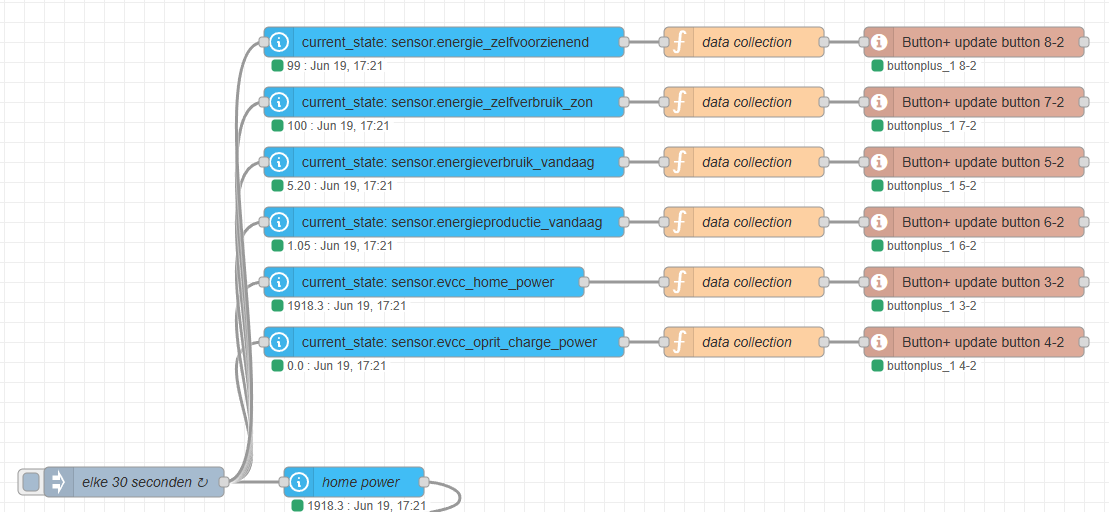 current_state: sensor.energie_zelfvoorzienend
data collection
Button+ update button 8-2
99 : Jun 19, 17:21
buttonplus_1 8-2
current_state: sensor.energie_zelfverbruik_zon
data collection
Button+ update button 7-2
100 : Jun 19, 17:21
buttonplus_1 7-2
current_state: sensor.energieverbruik_vandaag
data collection
Button+ update button 5-2
5.20 : Jun 19, 17:21
buttonplus_1 5-2
current_state: sensor.energieproductie_vandaag
data collection
Button+ update button 6-2
1.05 : Jun 19, 17:21
buttonplus_1 6-2
current_state: sensor.evcc_home_power
data collection
Button+ update button 3-2
1918.3 : Jun 19, 17:21
buttonplus_1 3-2
current_state: sensor.evcc_oprit_charge_power
data collection
Button+ update button 4-2
0.0 : Jun 19, 17:21
buttonplus_1 4-2
elke 30 seconden ↻
home power
1918.3 : Jun 19, 17:21